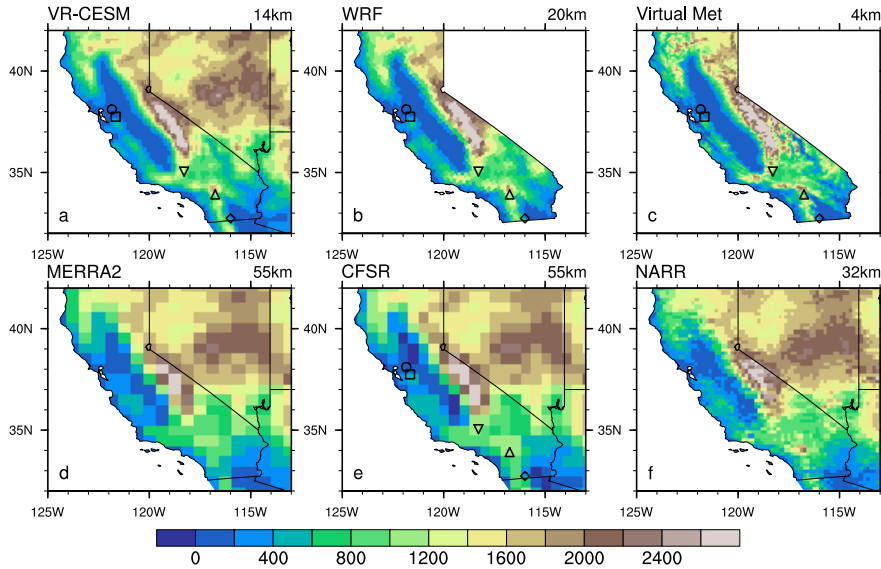 VR-CESM 14km
WRF 20km
Virtual Met 4km
40N
35N
a
125W 120W 115W
40N
35N
b
125W 120W 115W
40N
35N
c
125W 120W 115W
MERRA2 55km
CFSR 55km
NARR 32km
40N
35N
d
125W 120W 115W
40N
35N
e
125W 120W 115W
40N
35N
f
125W 120W 115W
0 400 800 1200 1600 2000 2400